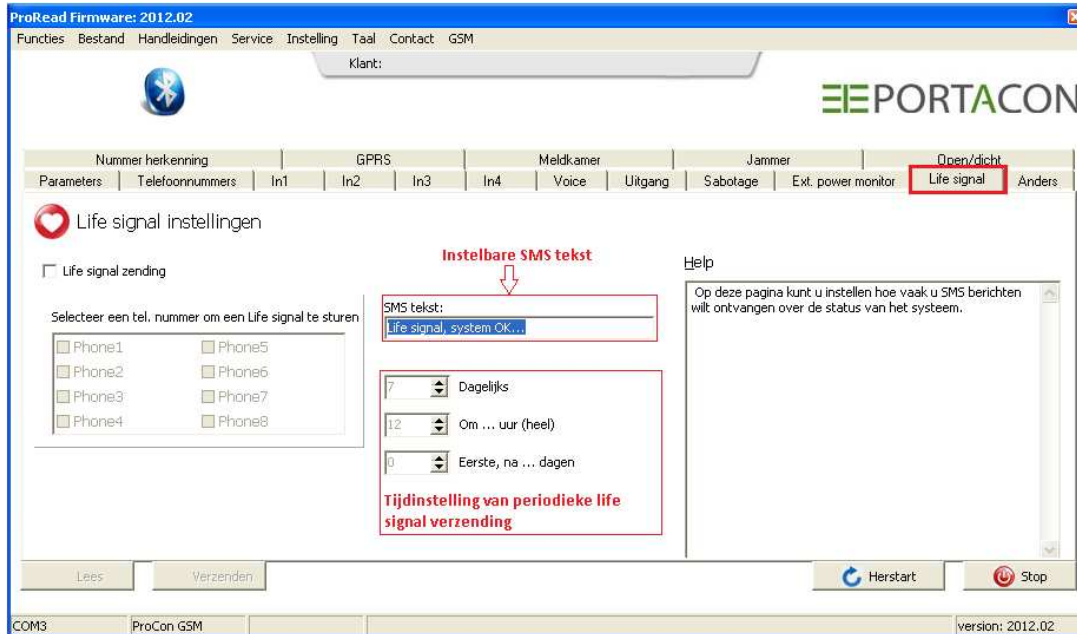 ProRead Firmware: 2012.02
Functies Bestand Handleidingen Service Instelling Taal Contact GSM
Klant:
PORTACON
Nummer herkenning GPRS Meldkamer Jammer Open/dicht
Parameters Telefoonnummers In1 In2 In3 In4 Voice Uitgang Sabotage Ext. power monitor Life signal Anders
Life signal instellingen
Life signal zending
Selecteer een tel. nummer om een Life signal te sturen
Phone1 Phone5
Phone2 Phone6
Phone3 Phone7
Phone4 Phone8
Instelbare SMS tekst
SMS tekst:
Life signal, system OK...
7 Dagelijks
12 Om ... uur (heel)
0 Eerste, na ... dagen
Tijdinstelling van periodieke life
signal verzending
Help
Op deze pagina kunt u instellen hoe vaak u SMS berichten
wilt ontvangen over de status van het systeem.
Lees Verzenden Herstart Stop
COM3 ProCon GSM version: 2012.02